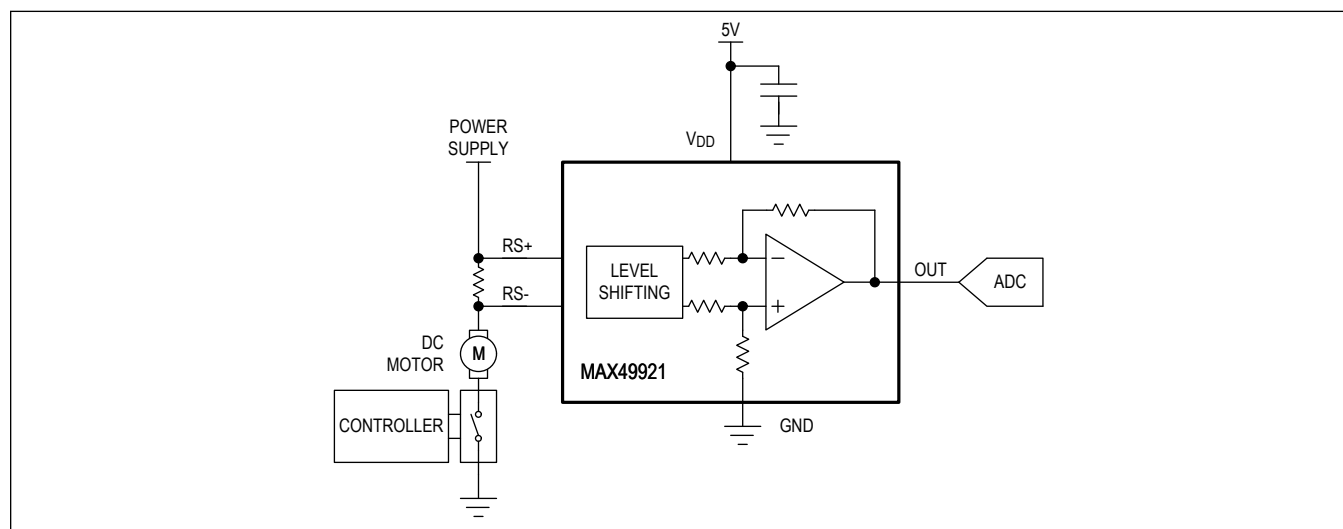 5V
VDD
POWER
SUPPLY
RS+
RS-
LEVEL
SHIFTING
−
+
OUT
ADC
DC
MOTOR
M
MAX49921
CONTROLLER
GND